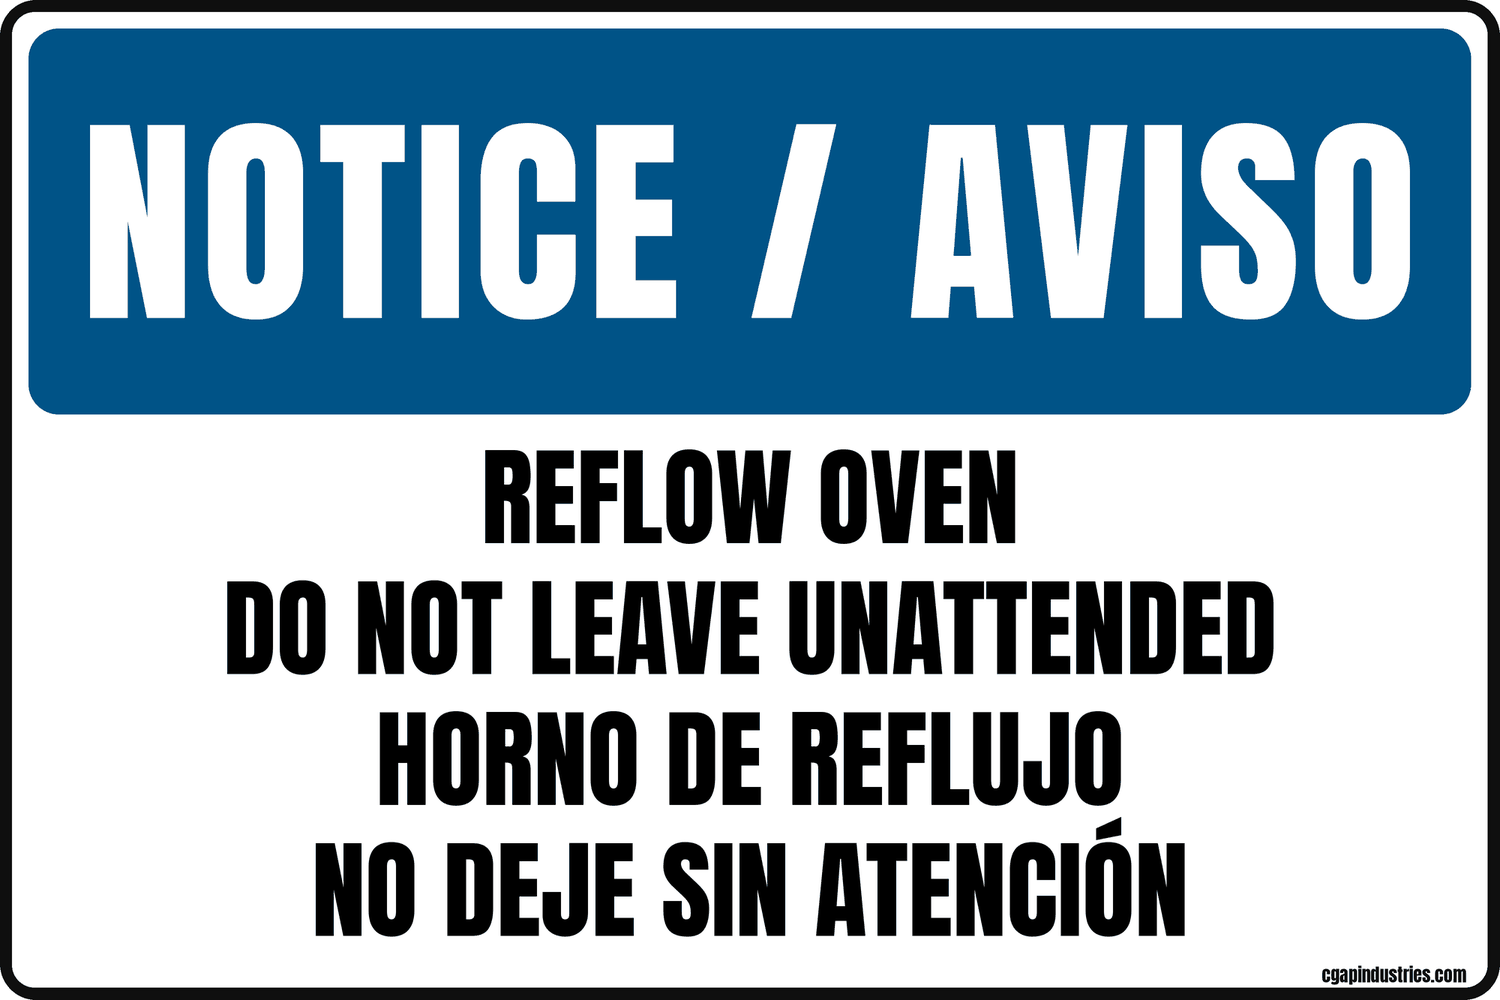 NOTICE / AVISO
REFLOW OVEN
DO NOT LEAVE UNATTENDED
HORNO DE REFLUJO
NO DEJE SIN ATENCIÓN
cgapindustries.com